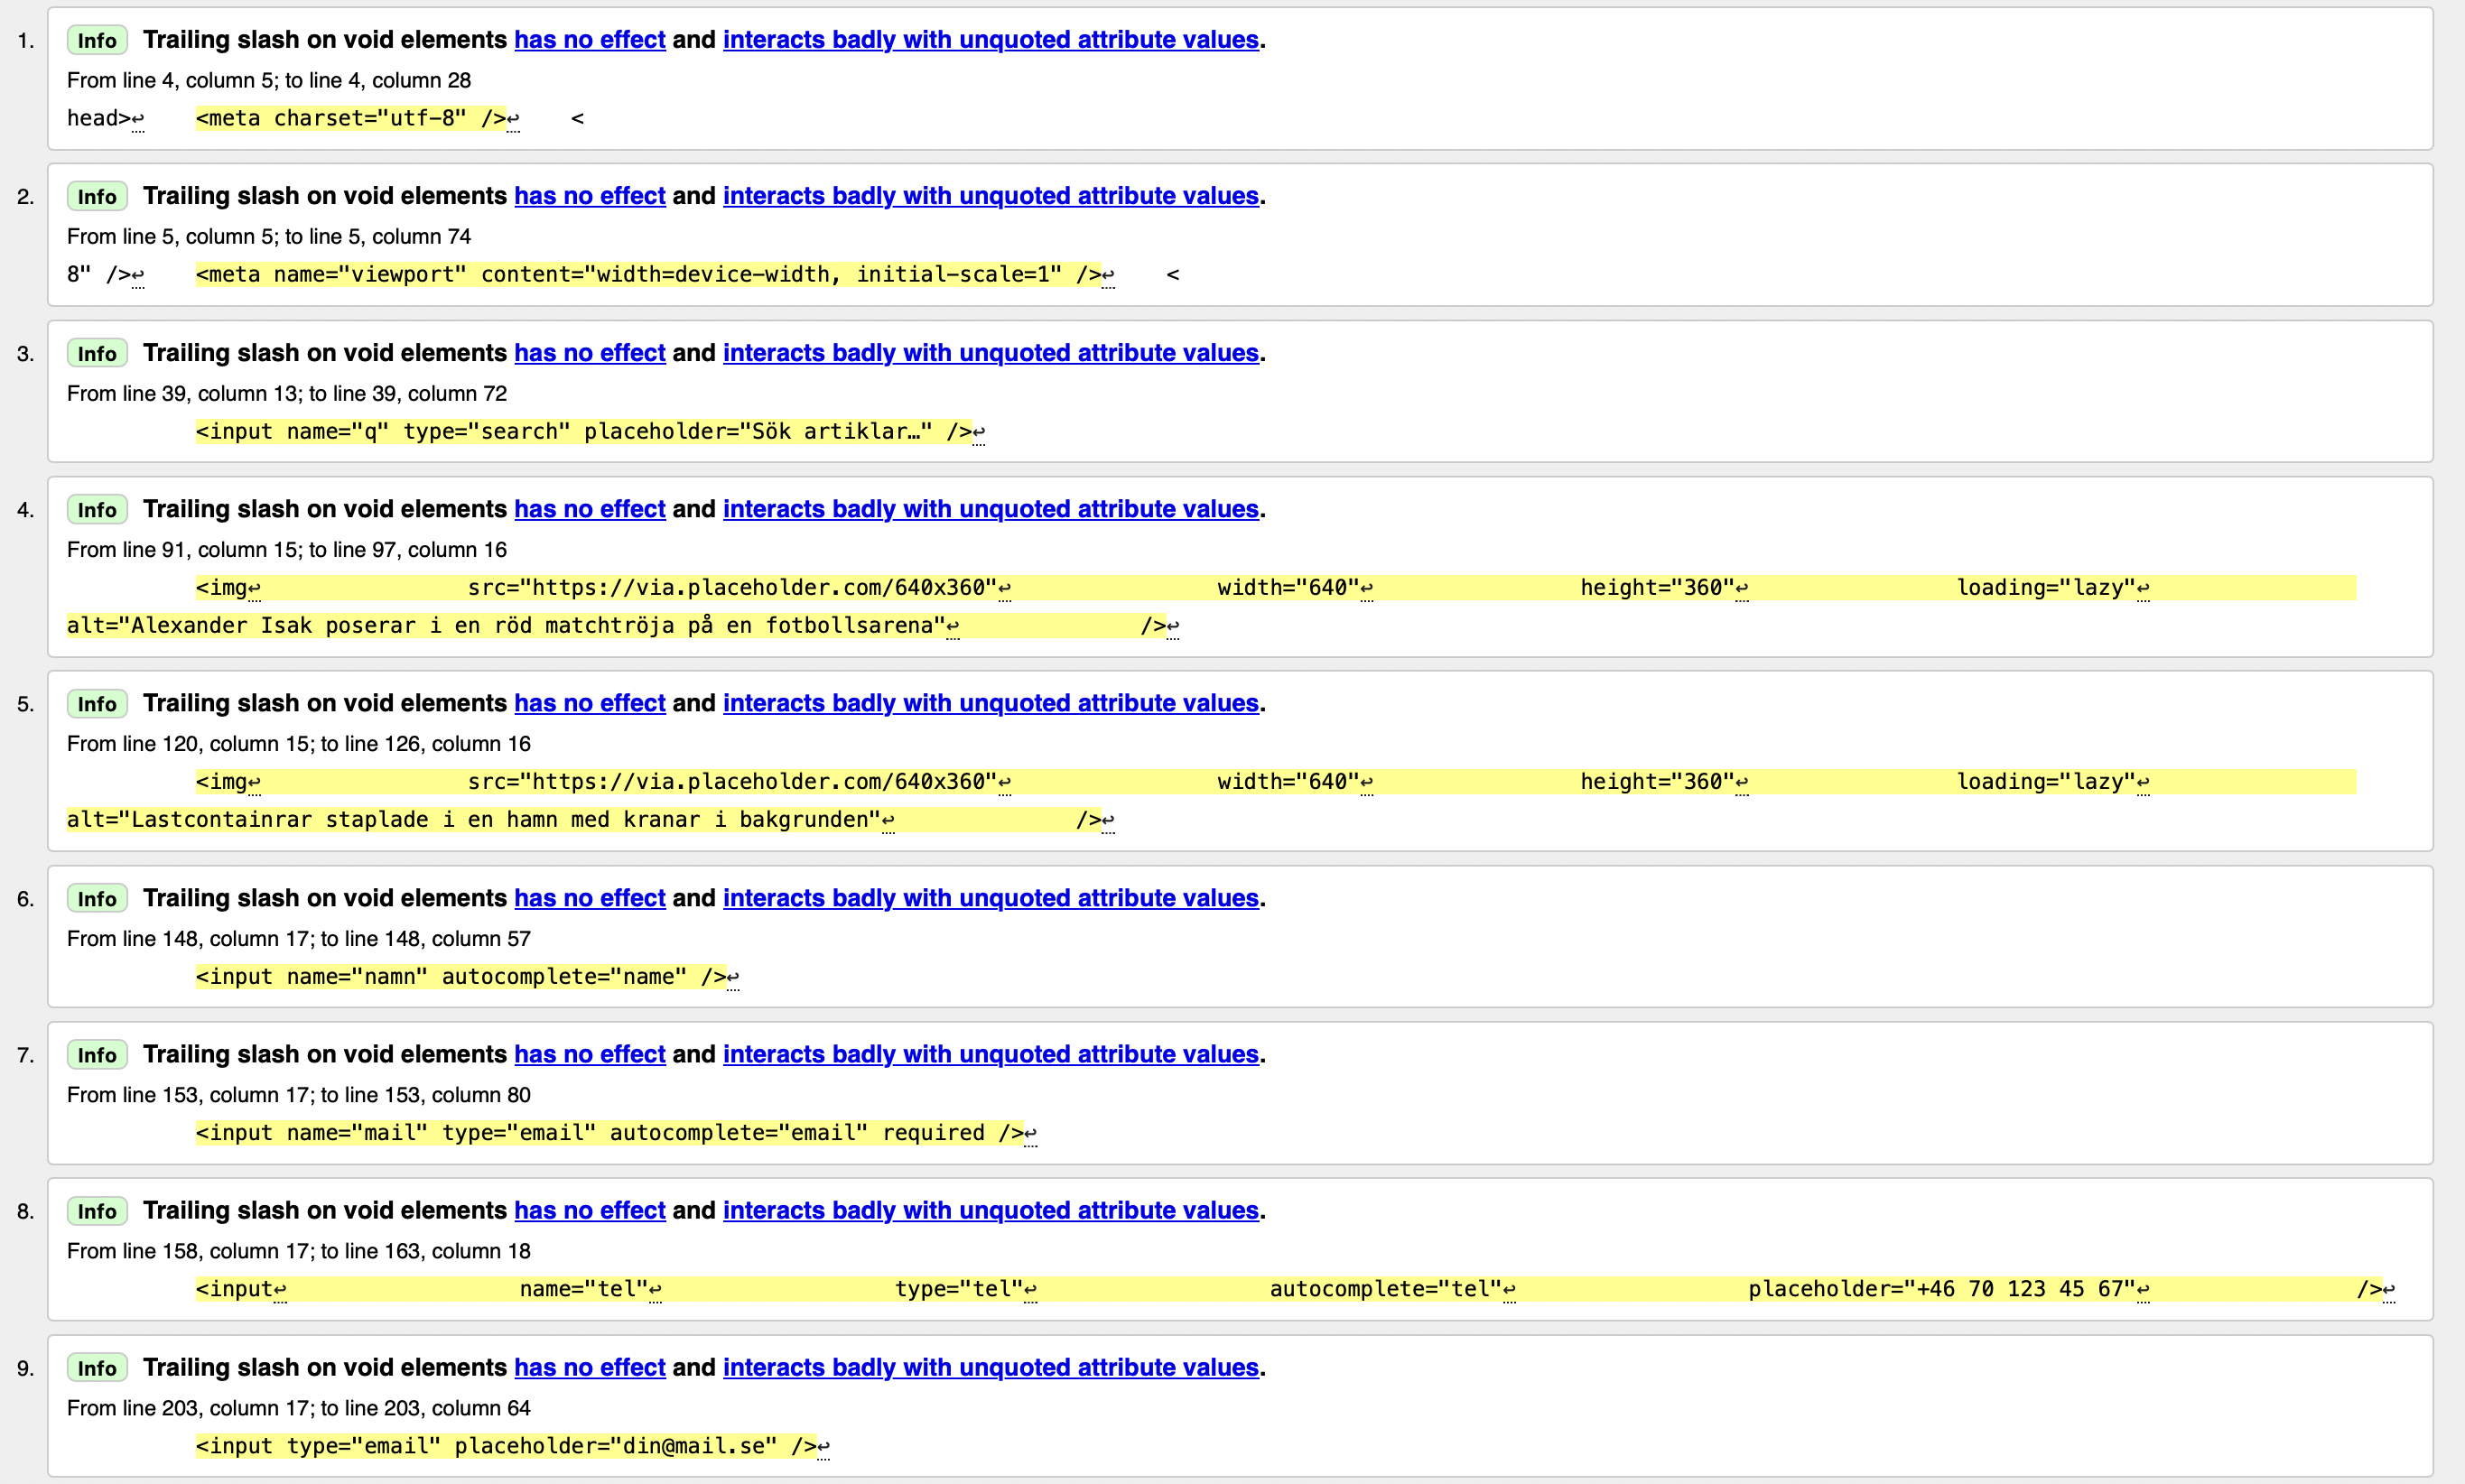 1. Info Trailing slash on void elements has no effect and interacts badly with unquoted attribute values.
From line 4, column 5; to line 4, column 28
head>↩    <meta charset="utf-8" />↩    <
2. Info Trailing slash on void elements has no effect and interacts badly with unquoted attribute values.
From line 5, column 5; to line 5, column 74
8" />↩    <meta name="viewport" content="width=device-width, initial-scale=1" />↩    <
3. Info Trailing slash on void elements has no effect and interacts badly with unquoted attribute values.
From line 39, column 13; to line 39, column 72
<input name="q" type="search" placeholder="Sök artiklar…" />↩
4. Info Trailing slash on void elements has no effect and interacts badly with unquoted attribute values.
From line 91, column 15; to line 97, column 16
<img↩                src="https://via.placeholder.com/640x360"↩                width="640"↩                height="360"↩                loading="lazy"↩
alt="Alexander Isak poserar i en röd matchtröja på en fotbollsarena"↩              />↩
5. Info Trailing slash on void elements has no effect and interacts badly with unquoted attribute values.
From line 120, column 15; to line 126, column 16
<img↩                src="https://via.placeholder.com/640x360"↩                width="640"↩                height="360"↩                loading="lazy"↩
alt="Lastcontainrar staplade i en hamn med kranar i bakgrunden"↩              />↩
6. Info Trailing slash on void elements has no effect and interacts badly with unquoted attribute values.
From line 148, column 17; to line 148, column 57
<input name="namn" autocomplete="name" />↩
7. Info Trailing slash on void elements has no effect and interacts badly with unquoted attribute values.
From line 153, column 17; to line 153, column 80
<input name="mail" type="email" autocomplete="email" required />↩
8. Info Trailing slash on void elements has no effect and interacts badly with unquoted attribute values.
From line 158, column 17; to line 163, column 18
<input↩                  name="tel"↩                  type="tel"↩                  autocomplete="tel"↩                  placeholder="+46 70 123 45 67"↩                />↩
9. Info Trailing slash on void elements has no effect and interacts badly with unquoted attribute values.
From line 203, column 17; to line 203, column 64
<input type="email" placeholder="din@mail.se" />↩